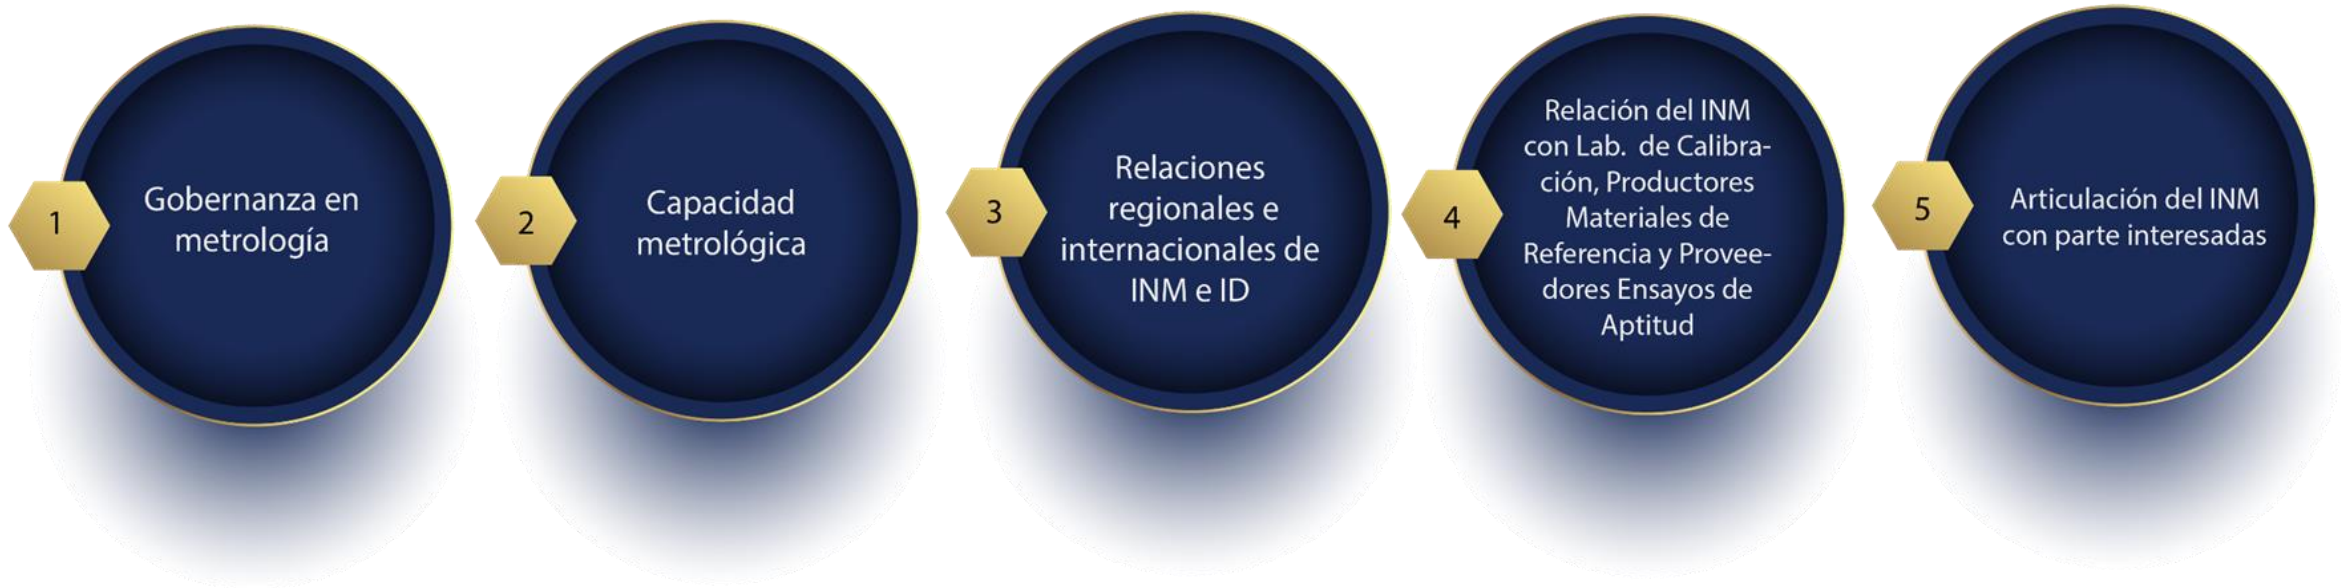 1
Gobernanza en
metrología
2
Capacidad
metrológica
3
Relaciones
regionales e
internacionales de
INM e ID
4
Relación del INM
con Lab. de Calibra-
ción, Productores
Materiales de
Referencia y Provee-
dores Ensayos de
Aptitud
5
Articulación del INM
con parte interesadas